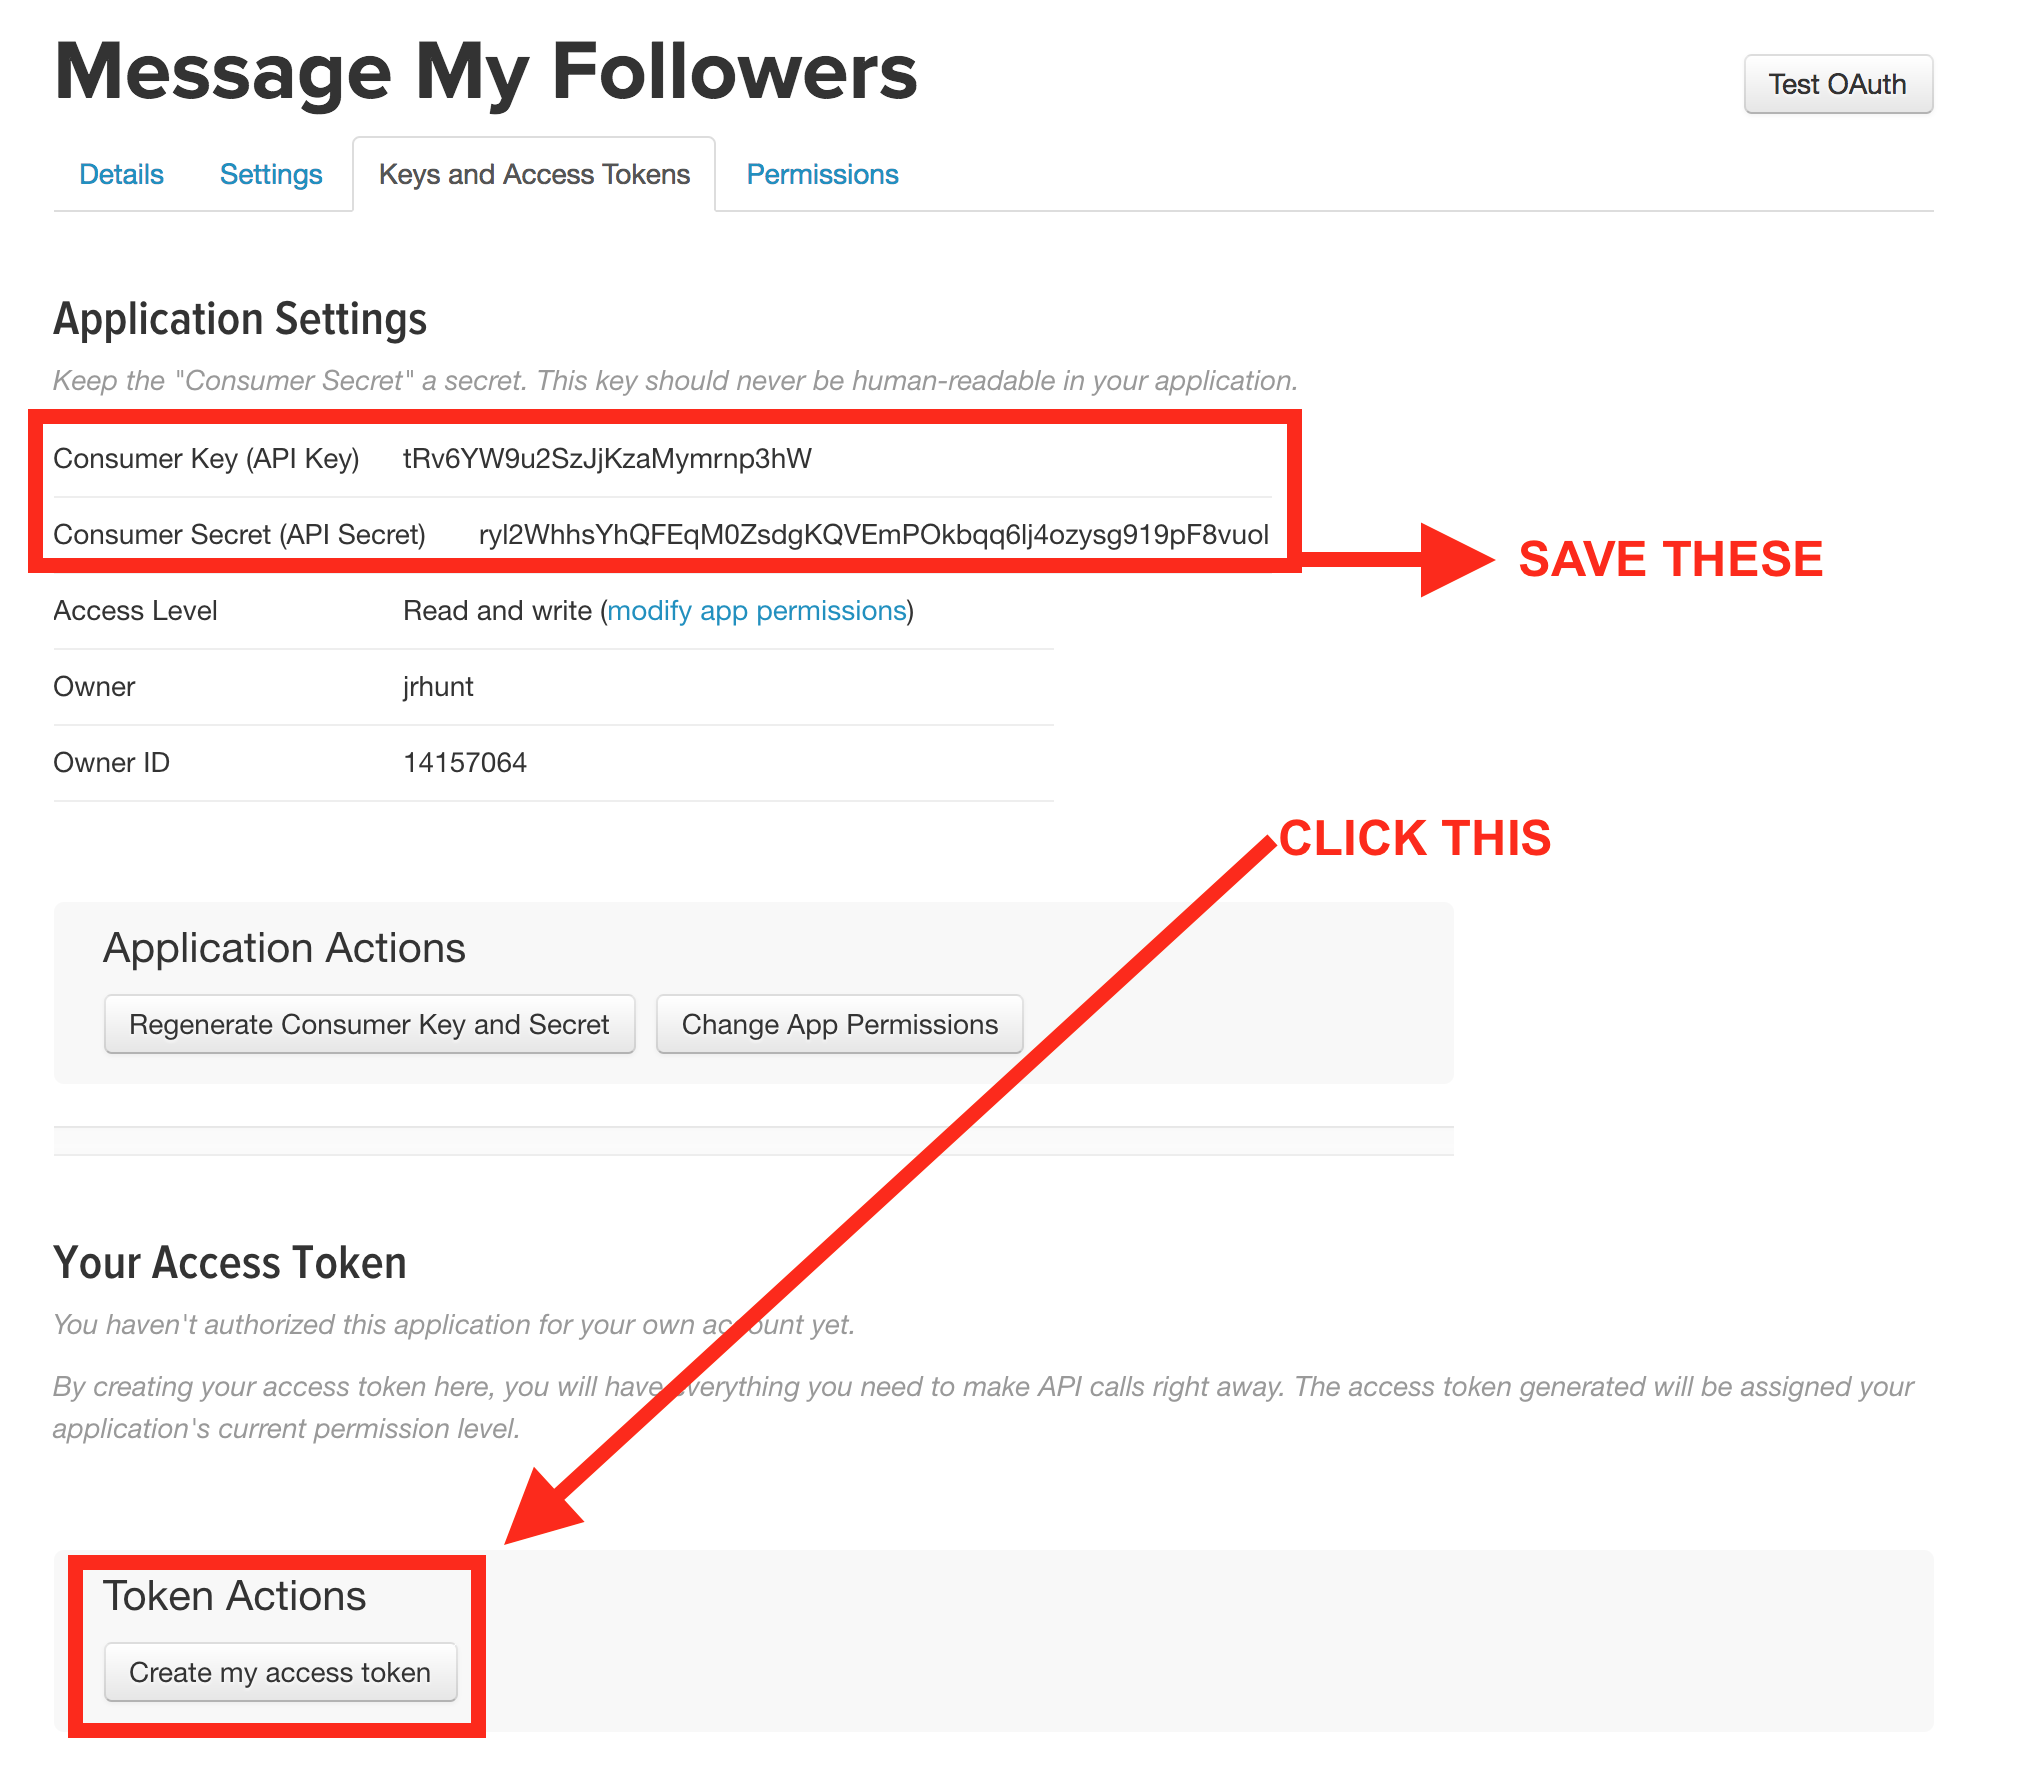 Message My Followers
Test OAuth
Details Settings Keys and Access Tokens Permissions
Application Settings
Keep the "Consumer Secret" a secret. This key should never be human-readable in your application.
Consumer Key (API Key) tRv6YW9u2SzJjKzaMymrnp3hW
Consumer Secret (API Secret) ryl2WhhsYhQFEqM0ZsdgKQVEmPOkbqq6lj4ozysg919pF8vuol
SAVE THESE
Access Level Read and write (modify app permissions)
Owner jrhunt
Owner ID 14157064
CLICK THIS
Application Actions
Regenerate Consumer Key and Secret Change App Permissions
Your Access Token
You haven't authorized this application for your own account yet.
By creating your access token here, you will have everything you need to make API calls right away. The access token generated will be assigned your
application's current permission level.
Token Actions
Create my access token